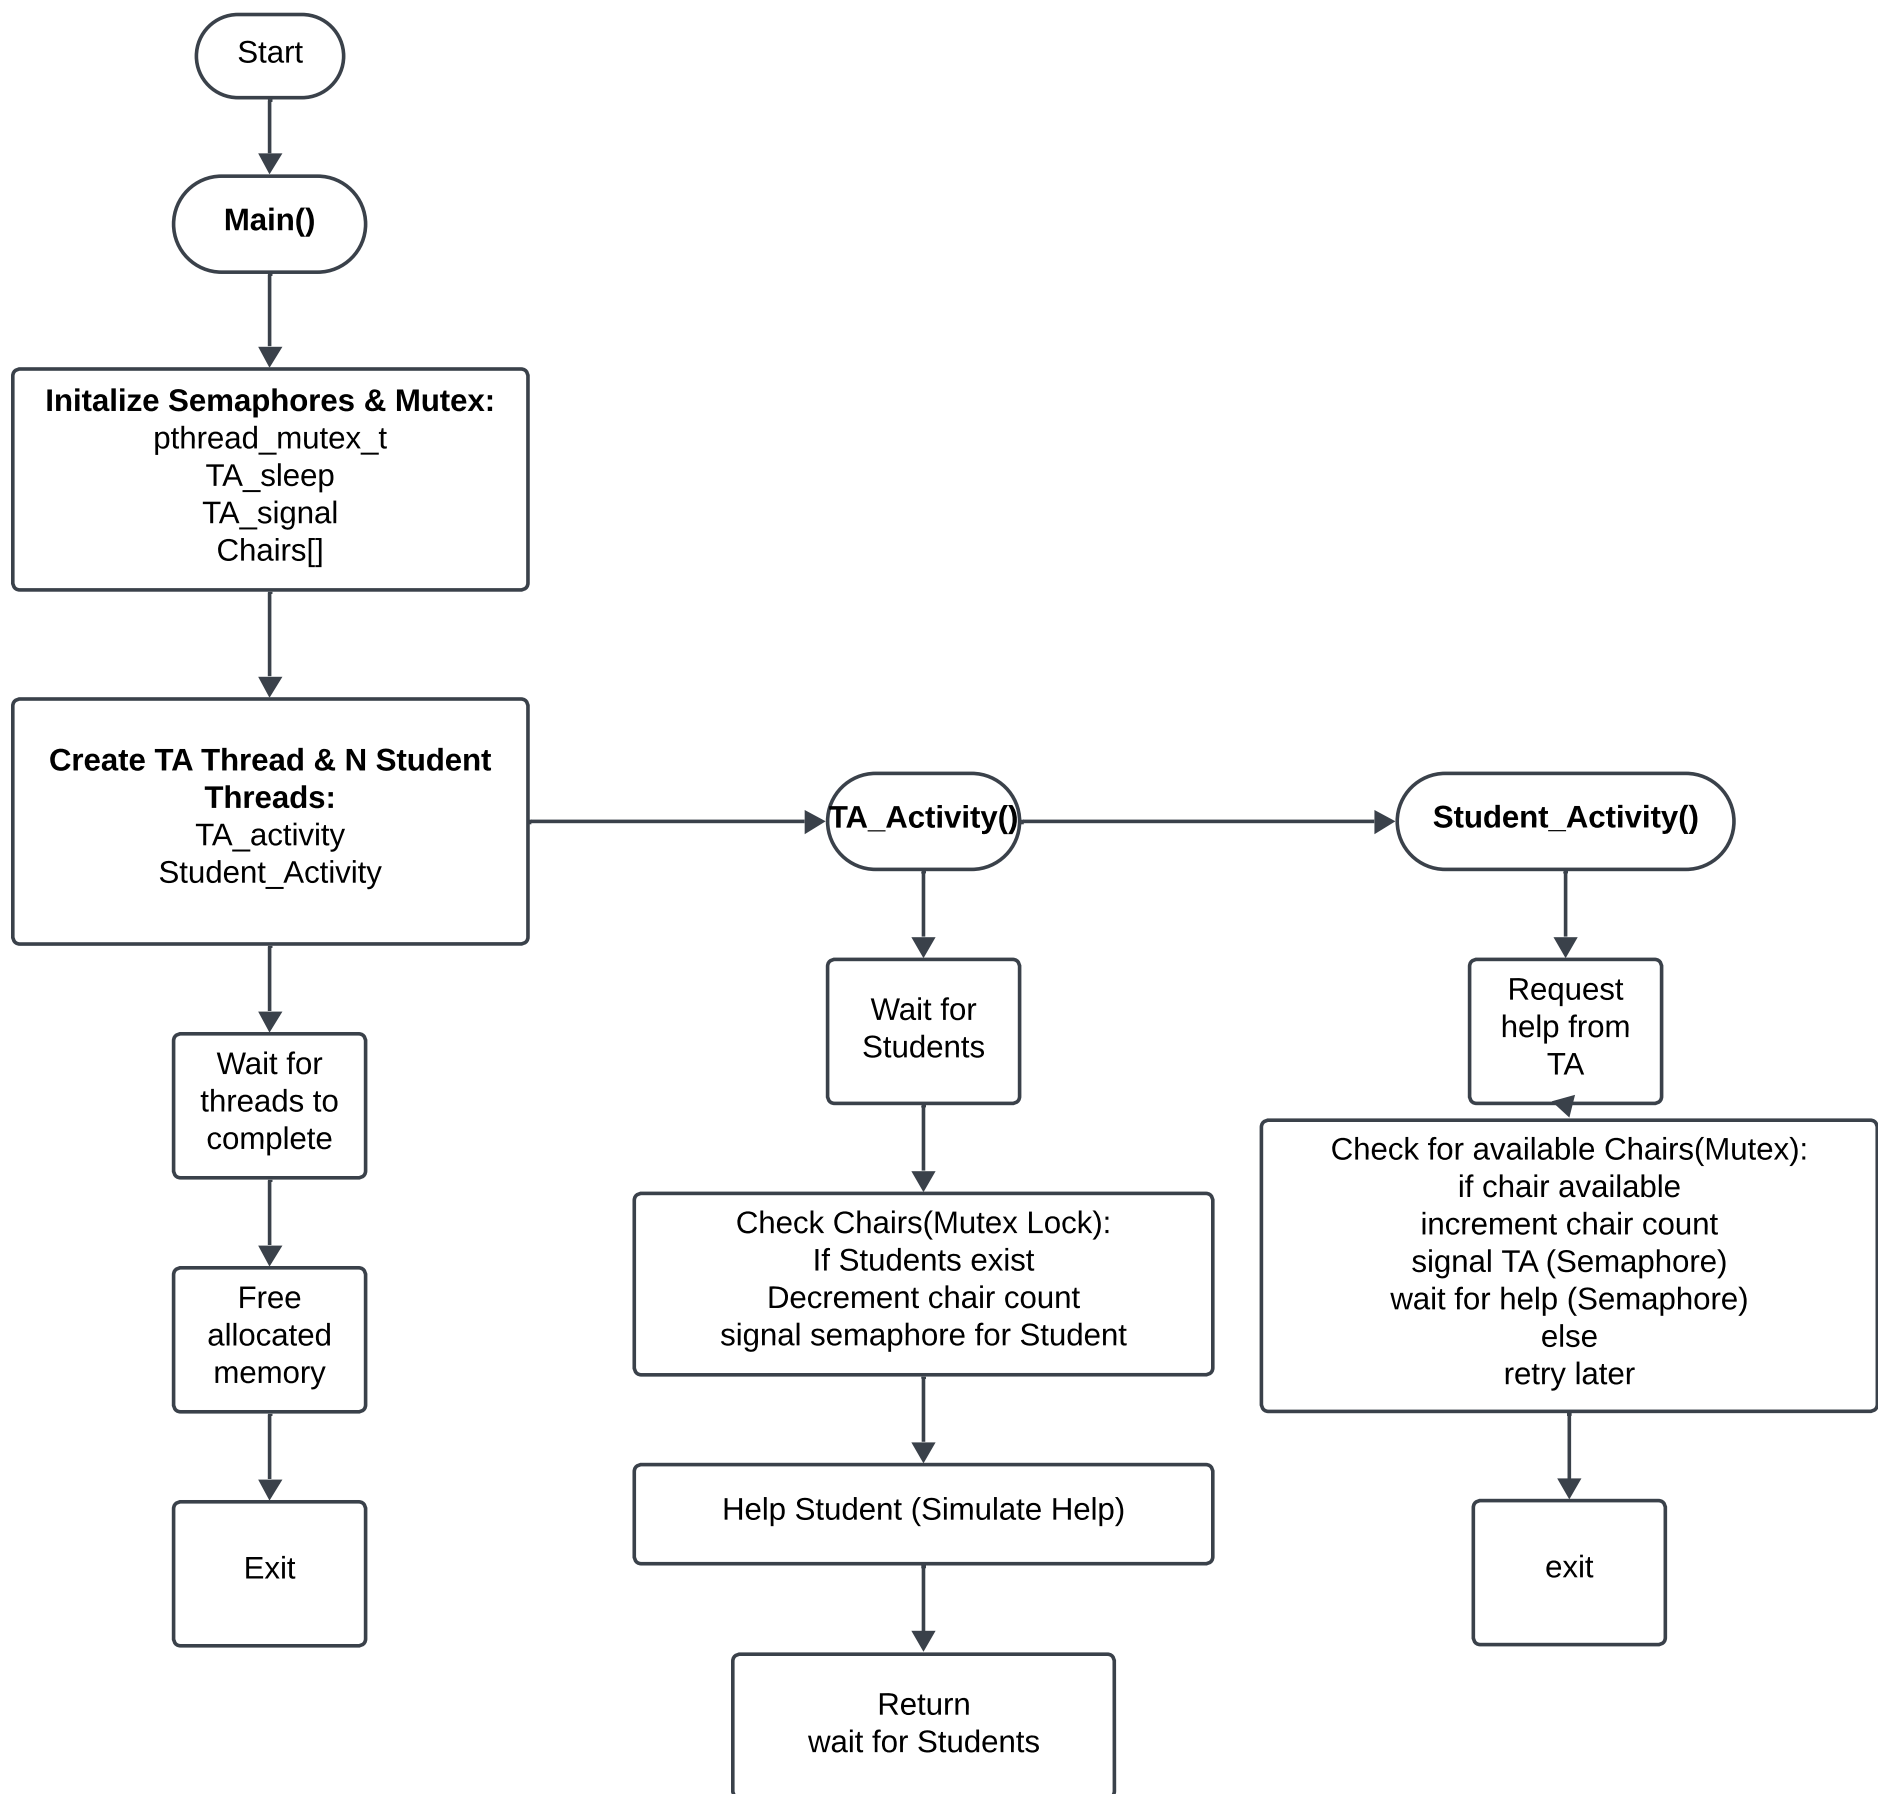 Start
Main()
Initalize Semaphores & Mutex:
pthread_mutex_t
TA_sleep
TA_signal
Chairs[]
Create TA Thread & N Student
Threads:
TA_activity
Student_Activity
Wait for
threads to
complete
Free
allocated
memory
Exit
TA_Activity()
Wait for
Students
Check Chairs(Mutex Lock):
If Students exist
Decrement chair count
signal semaphore for Student
Help Student (Simulate Help)
Return
wait for Students
Student_Activity()
Request
help from
TA
Check for available Chairs(Mutex):
if chair available
increment chair count
signal TA (Semaphore)
wait for help (Semaphore)
else
retry later
exit